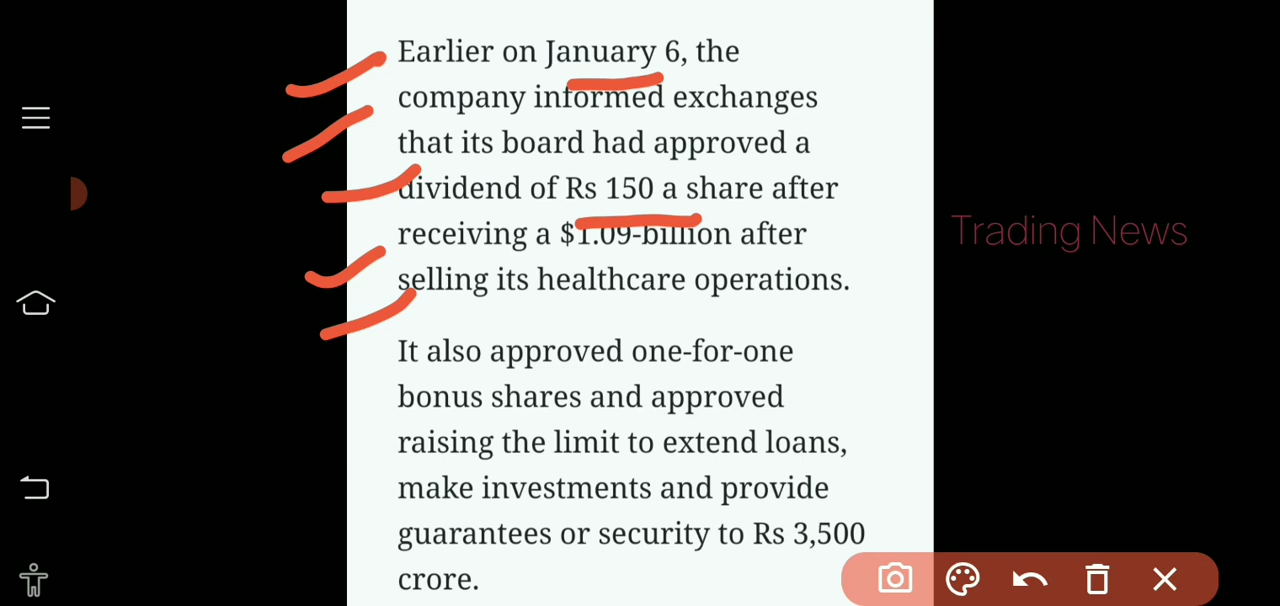 Earlier on January 6, the
company informed exchanges
that its board had approved a
dividend of Rs 150 a share after
receiving a $1.09-billion after
selling its healthcare operations.
It also approved one-for-one
bonus shares and approved
raising the limit to extend loans,
make investments and provide
guarantees or security to Rs 3,500
crore.
Trading News